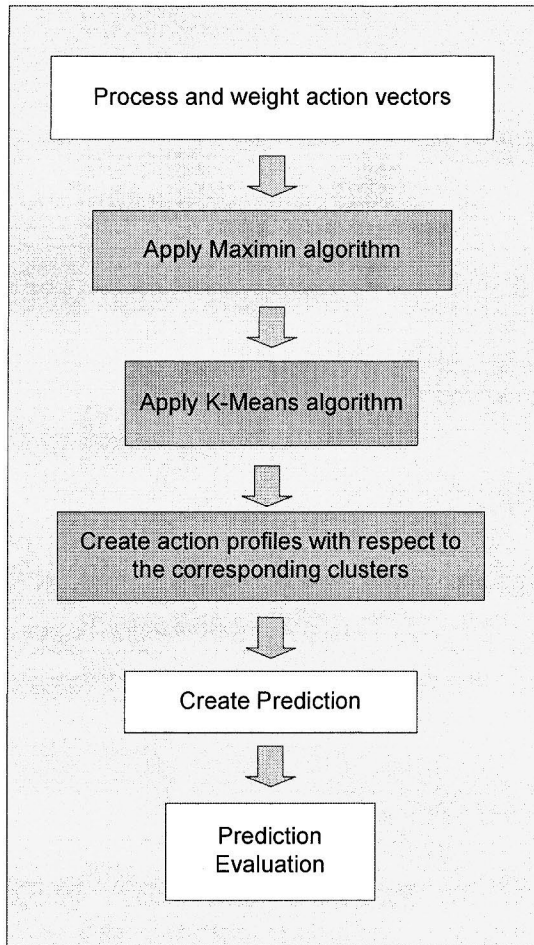 Process and weight action vectors
Apply Maximin algorithm
Apply K-Means algorithm
Create action profiles with respect to
the corresponding clusters
Create Prediction
Prediction
Evaluation